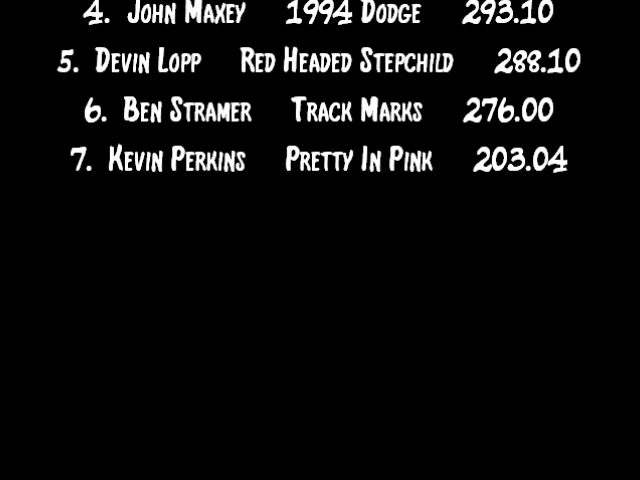 4. John Maxey 1994 Dodge 293.10
5. Devin Lopp Red Headed Stepchild 288.10
6. Ben Stramer Track Marks 276.00
7. Kevin Perkins Pretty In Pink 203.04